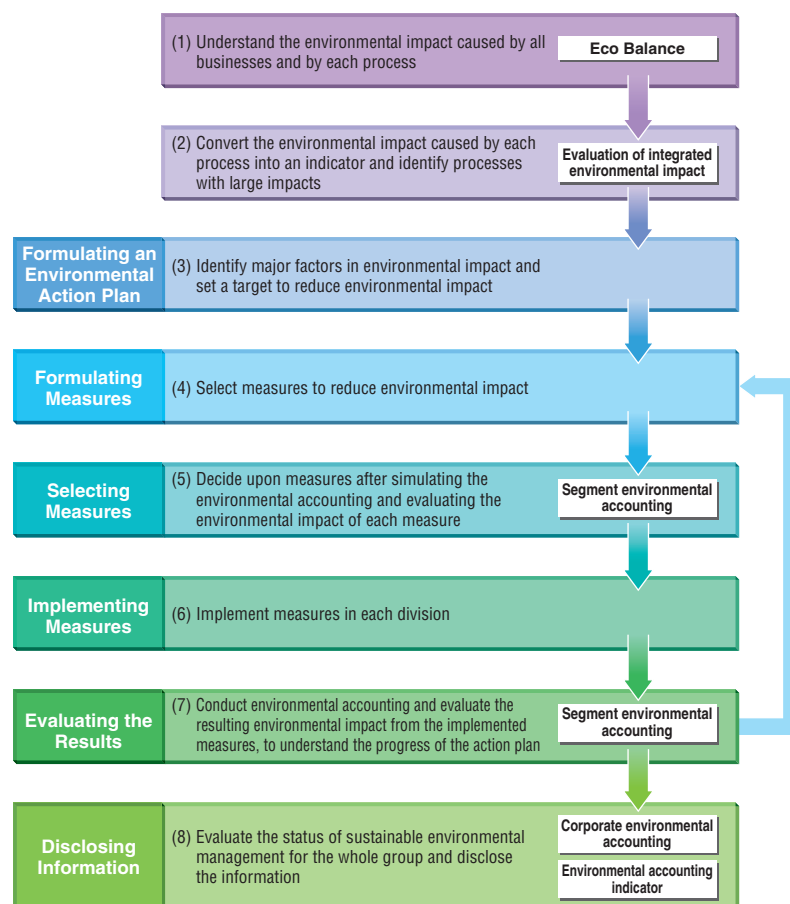 (1) Understand the environmental impact caused by all
businesses and by each process
Eco Balance
(2) Convert the environmental impact caused by each
process into an indicator and identify processes
with large impacts
Evaluation of integrated
environmental impact
Formulating an
Environmental
Action Plan
(3) Identify major factors in environmental impact and
set a target to reduce environmental impact
Formulating
Measures
(4) Select measures to reduce environmental impact
Selecting
Measures
(5) Decide upon measures after simulating the
environmental accounting and evaluating the
environmental impact of each measure
Segment environmental
accounting
Implementing
Measures
(6) Implement measures in each division
Evaluating the
Results
(7) Conduct environmental accounting and evaluate the
resulting environmental impact from the implemented
measures, to understand the progress of the action plan
Segment environmental
accounting
Disclosing
Information
(8) Evaluate the status of sustainable environmental
management for the whole group and disclose
the information
Corporate environmental
accounting
Environmental accounting
indicator